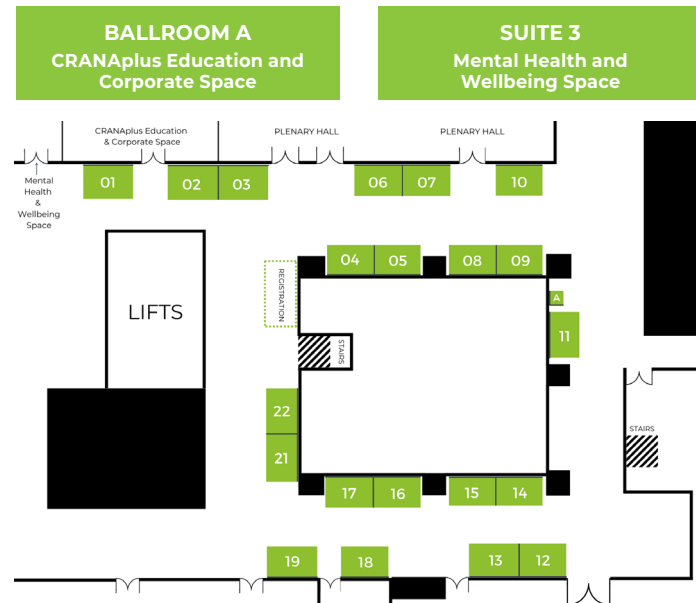 BALLROOM A
CRANAplus Education and
Corporate Space
SUITE 3
Mental Health and
Wellbeing Space
CRANAplus Education
& Corporate Space
PLENARY HALL
PLENARY HALL
Mental
Health
&
Wellbeing
Space
01
02
03
06
07
10
04
05
08
09
REGISTRATION
A
LIFTS
STAIRS
11
22
21
STAIRS
17
16
15
14
19
18
13
12